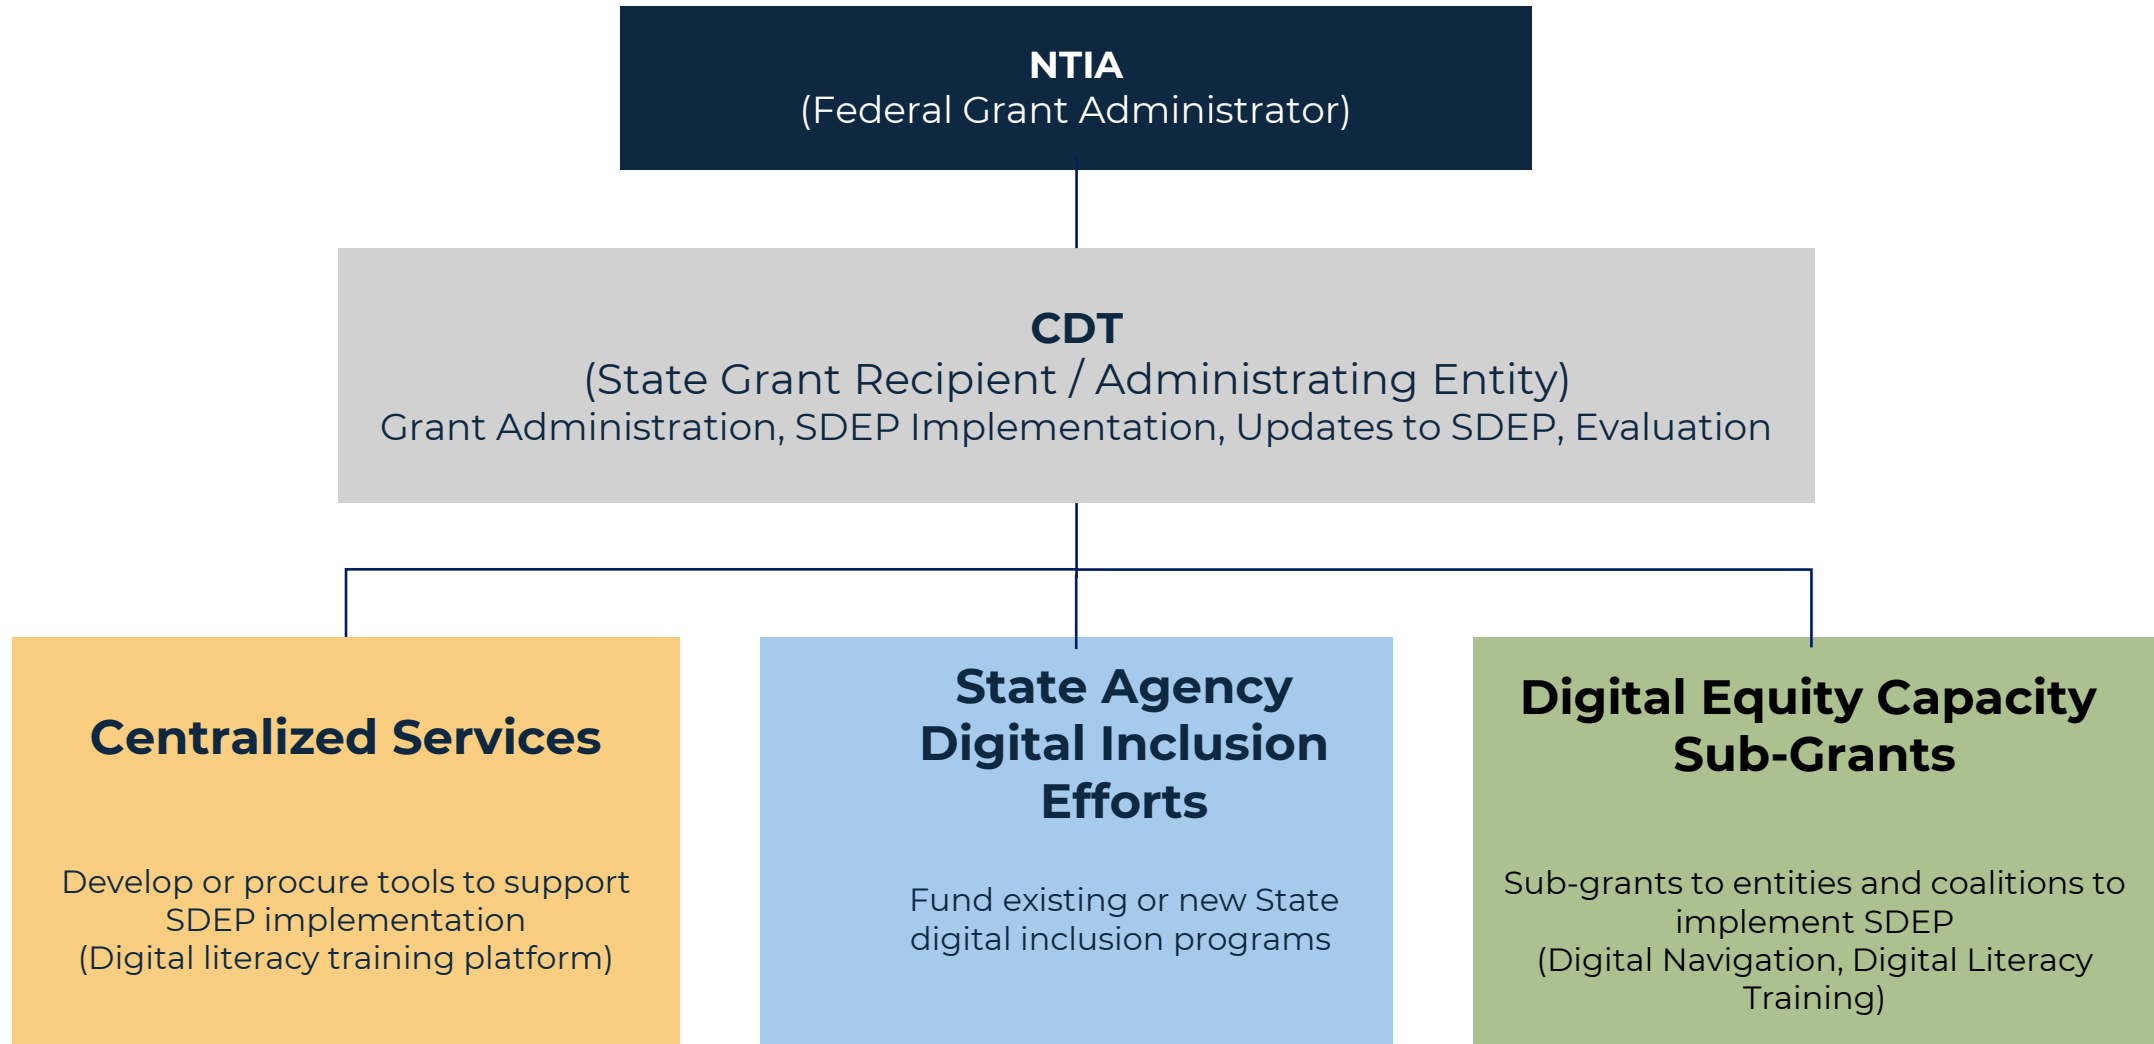 NTIA
(Federal Grant Administrator)
CDT
(State Grant Recipient / Administrating Entity)
Grant Administration, SDEP Implementation, Updates to SDEP, Evaluation
Centralized Services
Develop or procure tools to support
SDEP implementation
(Digital literacy training platform)
State Agency
Digital Inclusion
Efforts
Fund existing or new State
digital inclusion programs
Digital Equity Capacity
Sub-Grants
Sub-grants to entities and coalitions to
implement SDEP
(Digital Navigation, Digital Literacy
Training)